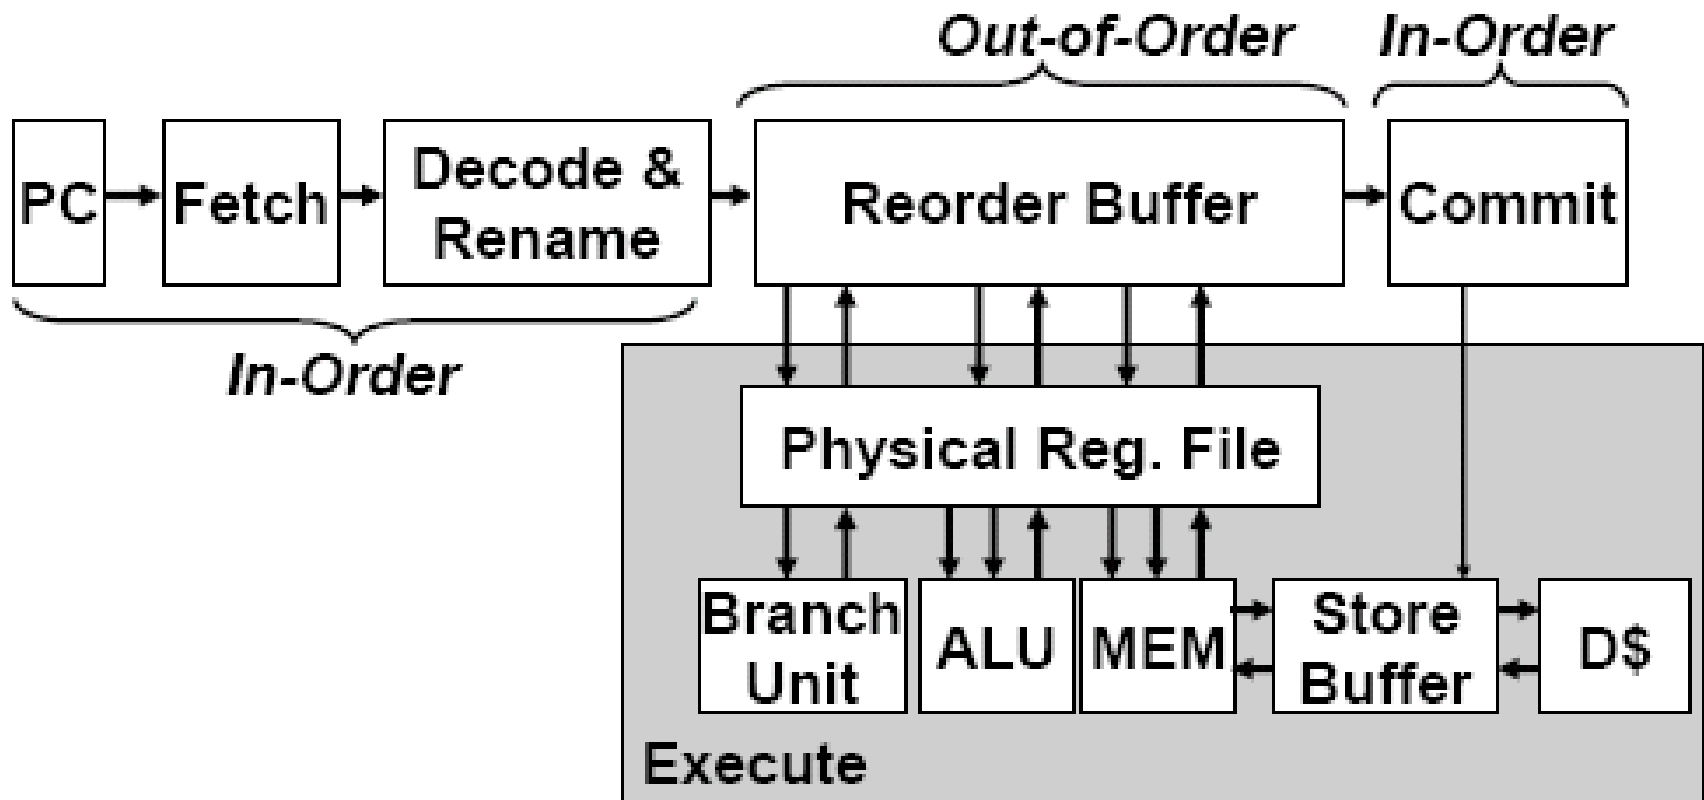 Out-of-Order
In-Order
PC
Fetch
Decode &
Rename
Reorder Buffer
Commit
In-Order
Physical Reg. File
Branch
Unit
ALU
MEM
Store
Buffer
D$
Execute